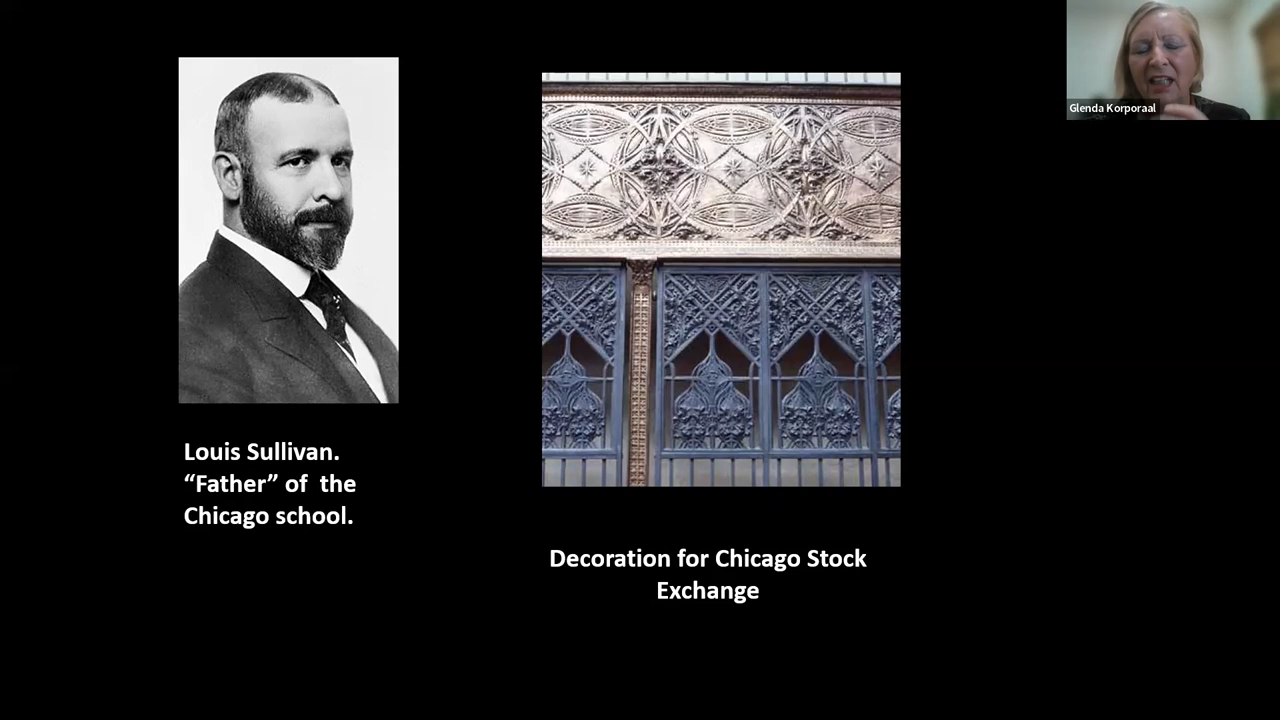 Glenda Korporaal
Louis Sullivan.
“Father” of  the
Chicago school.
Decoration for Chicago Stock
Exchange